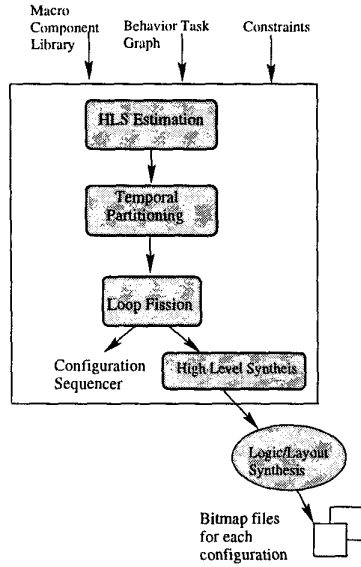 Macro
Component
Library
Behavior Task
Graph
Constraints
HLS Estimation
Temporal
Partitioning
Loop Fission
Configuration
Sequencer
High Level Syntheis
Logic/Layout
Synthesis
Bitmap files
for each
configuration